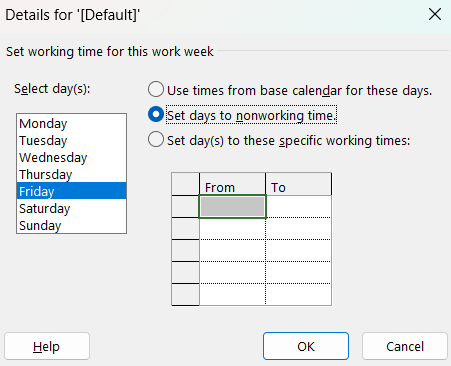 Details for '[Default]'
Set working time for this work week
Select day(s):
Monday
Tuesday
Wednesday
Thursday
Friday
Saturday
Sunday
Use times from base calendar for these days.
Set days to nonworking time.
Set day(s) to these specific working times:
From To
Help OK Cancel